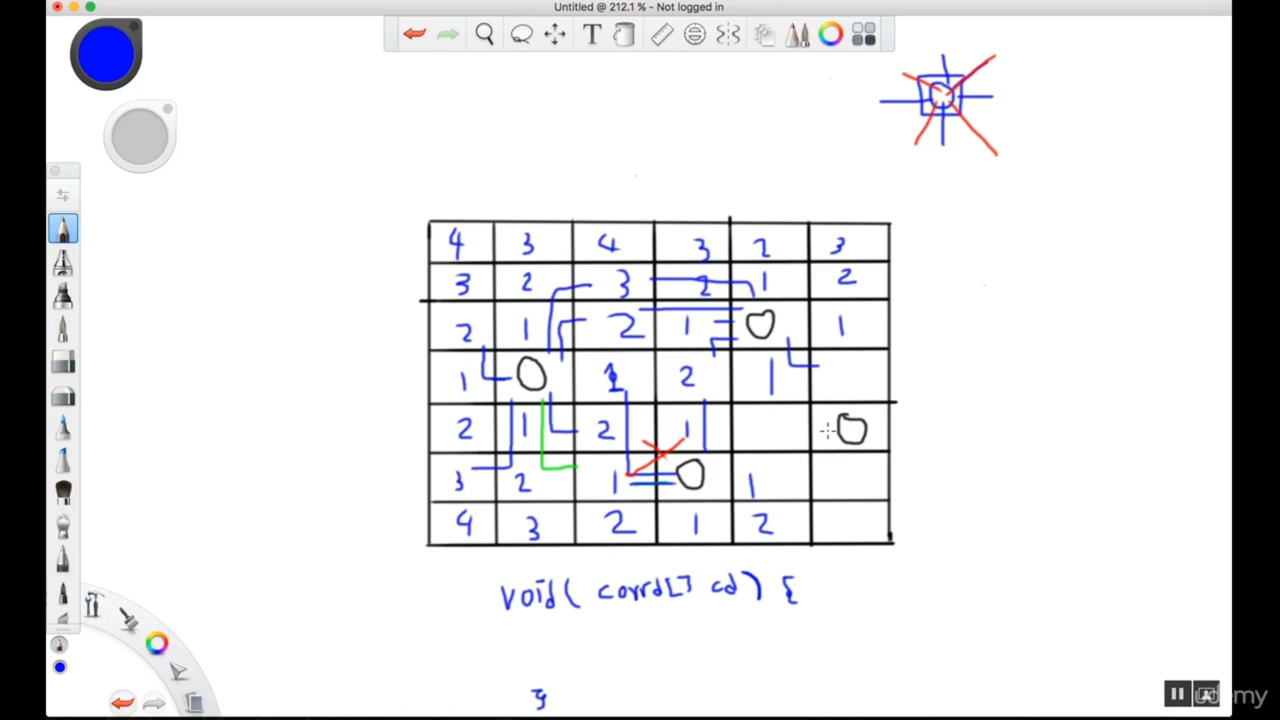 Untitled @ 212.1 % - Not logged in
T
4 3 4 3 2 3
3 2 3 2 1 2
2 1 2 1 O 1
1 O 1 2 1
2 1 2 1 O
3 2 1 O 1
4 3 2 1 2
void( corrd[] cd) {
}
udemy